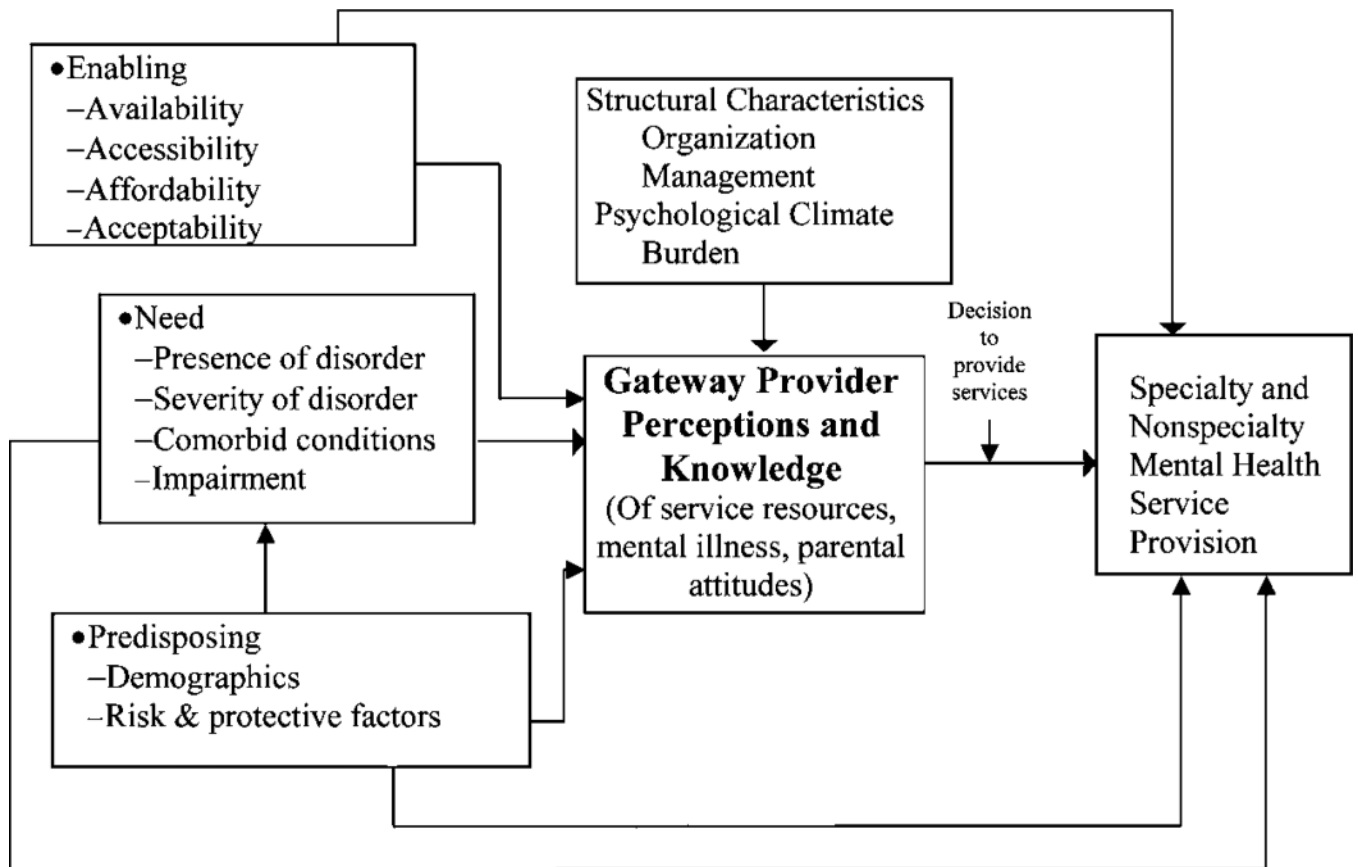 •Enabling
–Availability
–Accessibility
–Affordability
–Acceptability
Structural Characteristics
Organization
Management
Psychological Climate
Burden
•Need
–Presence of disorder
–Severity of disorder
–Comorbid conditions
–Impairment
Gateway Provider
Perceptions and
Knowledge
(Of service resources,
mental illness, parental
attitudes)
Decision
to
provide
services
Specialty and
Nonspecialty
Mental Health
Service
Provision
•Predisposing
–Demographics
–Risk & protective factors